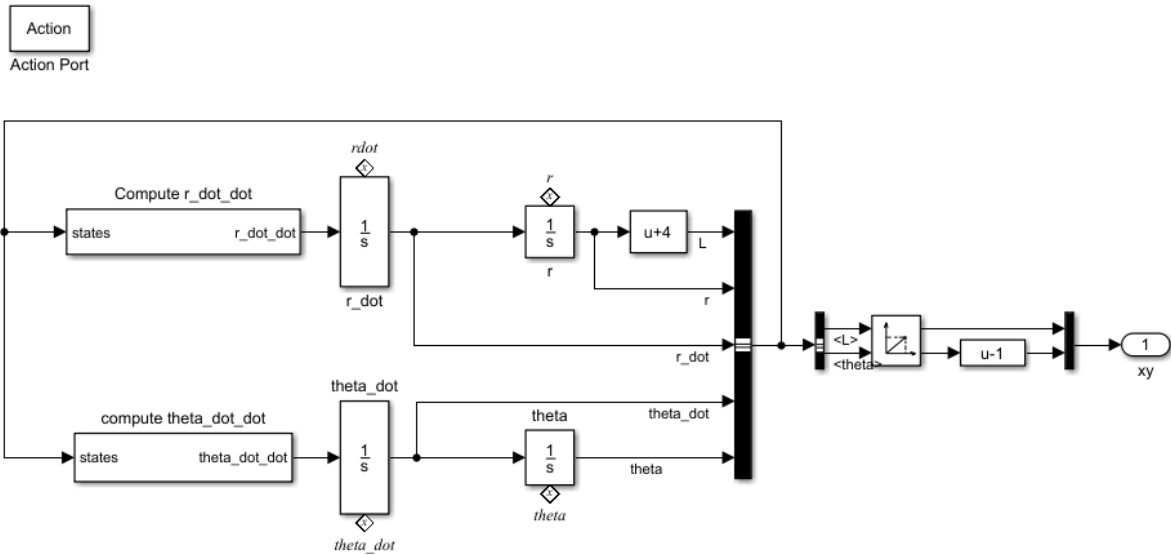 Action
Action Port
rdot
x
Compute r_dot_dot
states
r_dot_dot
1
s
r_dot
r
x
1
s
r
u+4
L
r
r_dot
<L>
<theta>
u-1
1
xy
theta_dot
compute theta_dot_dot
states
theta_dot_dot
1
s
x
theta_dot
theta
1
s
x
theta
theta_dot
theta